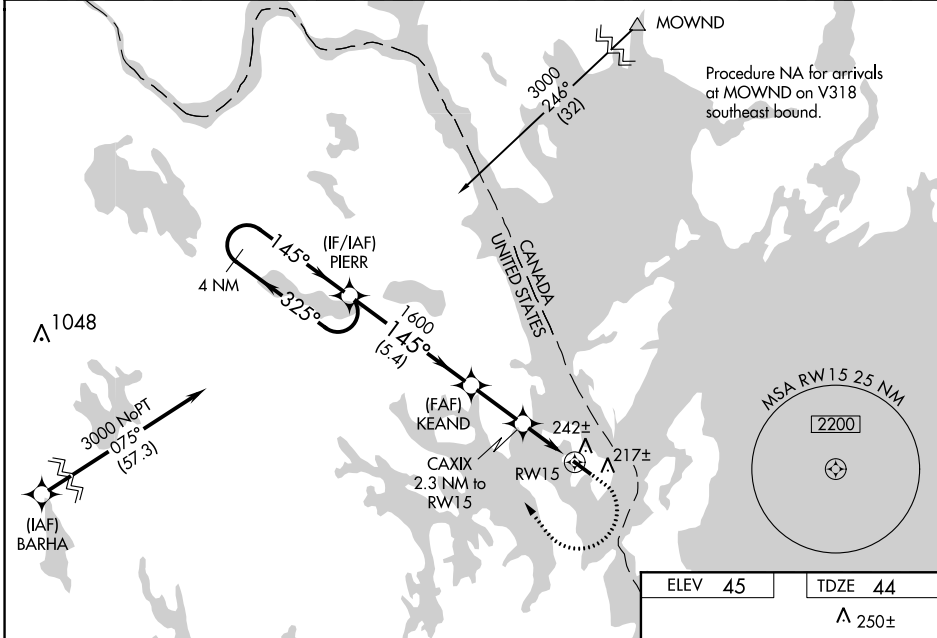 MOWND
3000
246°
(32)
Procedure NA for arrivals
at MOWND on V318
southeast bound.
CANADA
UNITED STATES
145°
(IF/IAF)
PIERR
4 NM
325°
1600
145°
(5.4)
1048
3000 NoPT
075°
(57.3)
(IAF)
BARHA
(FAF)
KEAND
CAXIX
2.3 NM to
RW15
242±
217±
RW15
MSA RW15 25 NM
2200
ELEV 45
TDZE 44
250±